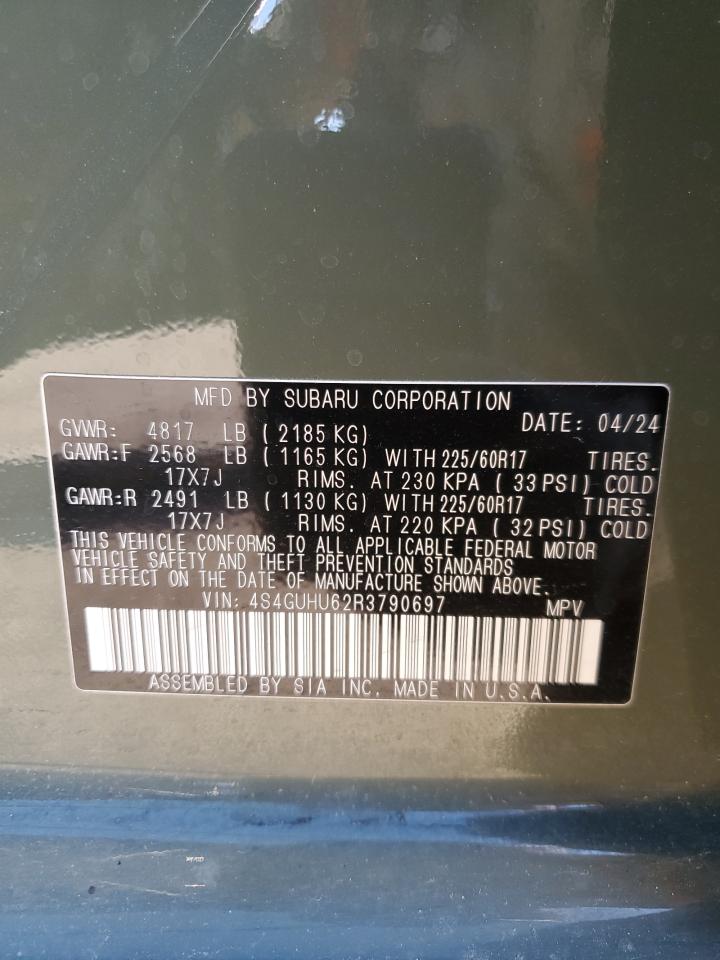 MFD BY SUBARU CORPORATION
DATE: 04/24
GVWR: 4817 LB ( 2185 KG)
GAWR:F 2568 LB ( 1165 KG) WITH 225/60R17 TIRES.
17X7J RIMS. AT 230 KPA ( 33 PSI) COLD
GAWR:R 2491 LB ( 1130 KG) WITH 225/60R17 TIRES.
17X7J RIMS. AT 220 KPA ( 32 PSI) COLD
THIS VEHICLE CONFORMS TO ALL APPLICABLE FEDERAL MOTOR
VEHICLE SAFETY AND THEFT PREVENTION STANDARDS
IN EFFECT ON THE DATE OF MANUFACTURE SHOWN ABOVE.
VIN: 4S4GUHU62R3790697 MPV
ASSEMBLED BY SIA INC. MADE IN U.S.A.